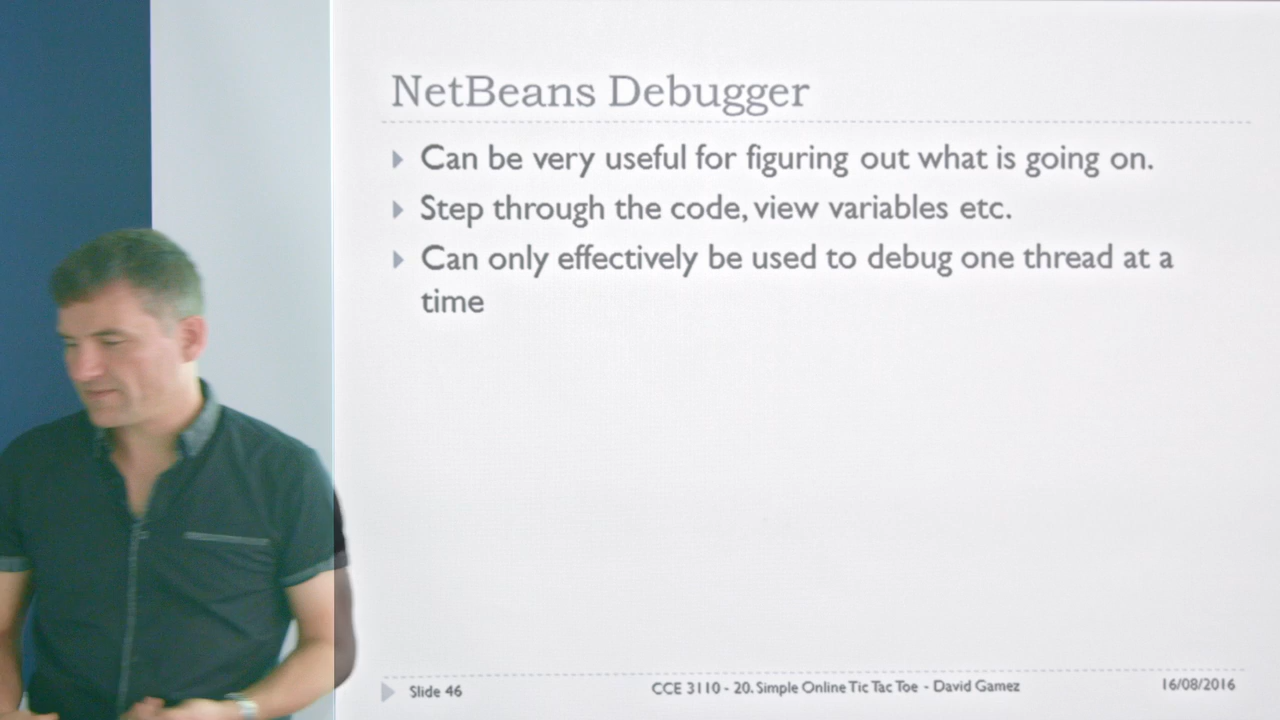 NetBeans Debugger
Can be very useful for figuring out what is going on.
Step through the code, view variables etc.
Can only effectively be used to debug one thread at a
time
Slide 46
CCE 3110 - 20. Simple Online Tic Tac Toe - David Gamez
16/08/2016